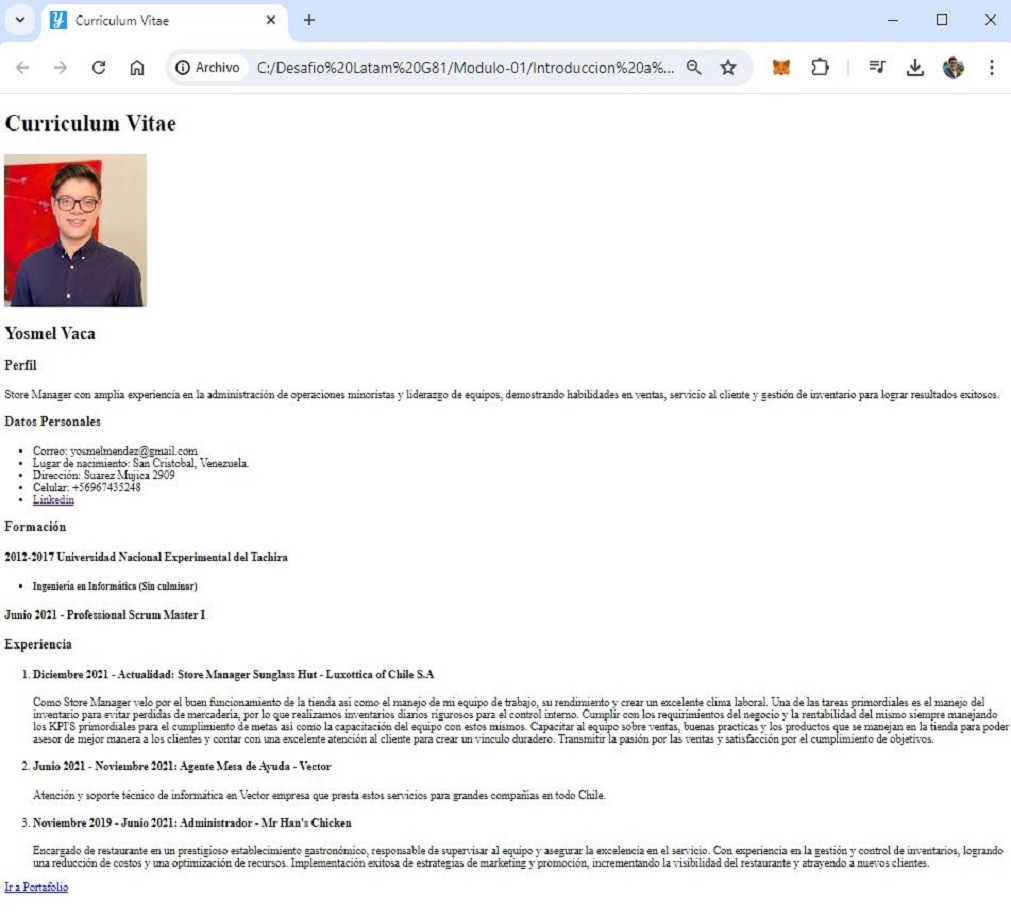 Curriculum Vitae
Archivo
C:/Desafio%20Latam%20G81/Modulo-01/Introduccion%20a%...
Curriculum Vitae
Yosmel Vaca
Perfil
Store Manager con amplia experiencia en la administración de operaciones minoristas y liderazgo de equipos, demostrando habilidades en ventas, servicio al cliente y gestión de inventario para lograr resultados exitosos.
Datos Personales
• Correo: yosmelmendez@gmail.com
• Lugar de nacimiento: San Cristobal, Venezuela.
• Dirección: Suarez Mujica 2909
• Celular: +56967435248
• Linkedin
Formación
2012-2017 Universidad Nacional Experimental del Tachira
• Ingeniería en Informática (Sin culminar)
Junio 2021 - Professional Scrum Master I
Experiencia
1. Diciembre 2021 - Actualidad: Store Manager Sunglass Hut - Luxottica of Chile S.A
Como Store Manager velo por el buen funcionamiento de la tienda asi como el manejo de mi equipo de trabajo, su rendimiento y crear un excelente clima laboral. Una de las tareas primordiales es el manejo del
inventario para evitar perdidas de mercadería, por lo que realizamos inventarios diarios rigurosos para el control interno. Cumplir con los requirimientos del negocio y la rentabilidad del mismo siempre manejando
los KPI'S primordiales para el cumplimiento de metas asi como la capacitación del equipo con estos mismos. Capacitar al equipo sobre ventas, buenas practicas y los productos que se manejan en la tienda para poder
asesor de mejor manera a los clientes y contar con una excelente atención al cliente para crear un vinculo duradero. Transmitir la pasión por las ventas y satisfacción por el cumplimiento de objetivos.
2. Junio 2021 - Noviembre 2021: Agente Mesa de Ayuda - Vector
Atención y soporte técnico de informática en Vector empresa que presta estos servicios para grandes compañias en todo Chile.
3. Noviembre 2019 - Junio 2021: Administrador - Mr Han's Chicken
Encargado de restaurante en un prestigioso establecimiento gastronómico, responsable de supervisar al equipo y asegurar la excelencia en el servicio. Con experiencia en la gestión y control de inventarios, logrando
una reducción de costos y una optimización de recursos. Implementación exitosa de estrategias de marketing y promoción, incrementando la visibilidad del restaurante y atrayendo a nuevos clientes.
Ir a Portafolio